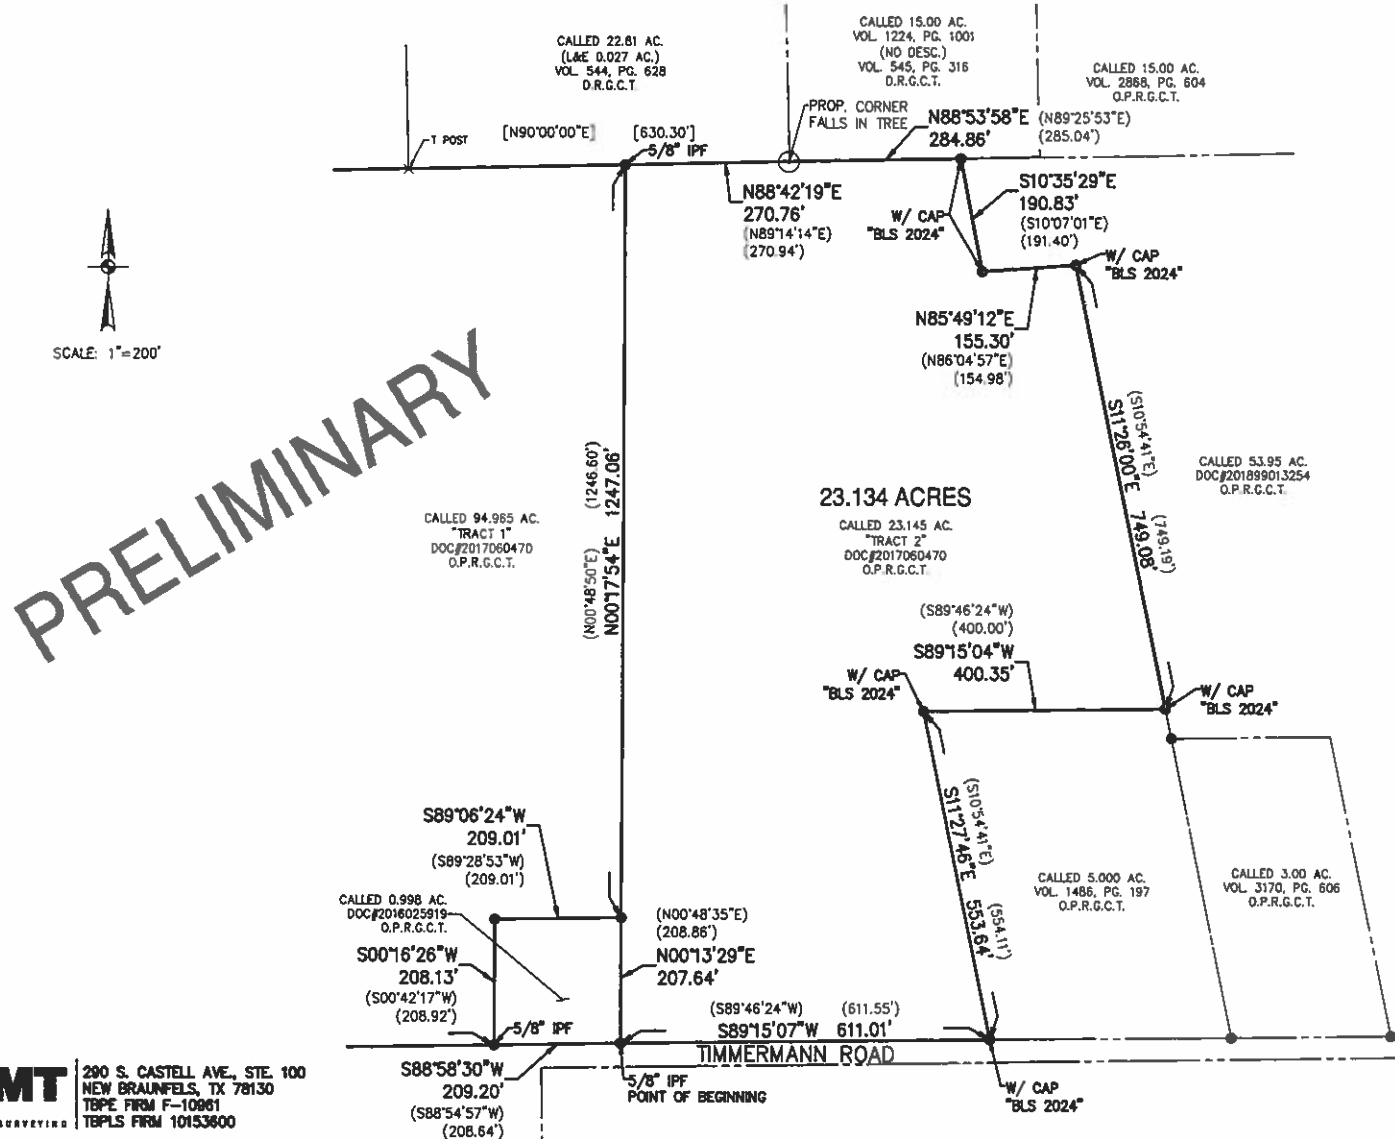 CALLED 22.81 AC.
(L&E 0.027 AC.)
VOL. 544, PG. 628
D.R.G.C.T.
CALLED 15.00 AC.
VOL. 1224, PG. 1001
(NO DESC.)
VOL. 545, PG. 316
D.R.G.C.T.
CALLED 15.00 AC.
VOL. 2868, PG. 604
O.P.R.G.C.T.
PROP. CORNER
FALLS IN TREE
N88°53'58"E (N89°25'53"E)
284.86' (285.04')
T POST
[N90°00'00"E] [630.30']
5/8" IPF
N88°42'19"E
270.76'
(N89°14'14"E)
(270.94')
W/ CAP
"BLS 2024"
S10°35'29"E
190.83'
(S10°07'01"E)
(191.40')
W/ CAP
"BLS 2024"
N85°49'12"E
155.30'
(N86°04'57"E)
(154.98')
SCALE: 1"=200'
PRELIMINARY
(S10°54'41"E) (749.19')
S11°26'00"E 749.08'
CALLED 53.95 AC.
DOC#201899013254
O.P.R.G.C.T.
(N00°48'50"E) (1246.60')
N00°17'54"E 1247.06'
23.134 ACRES
CALLED 23.145 AC.
"TRACT 2"
DOC#2017060470
O.P.R.G.C.T.
CALLED 94.965 AC.
"TRACT 1"
DOC#2017060470
O.P.R.G.C.T.
(S89°46'24"W)
(400.00')
S89°15'04"W
400.35'
W/ CAP
"BLS 2024"
W/ CAP
"BLS 2024"
(S10°54'41"E) (554.11')
S11°27'46"E 553.64'
S89°06'24"W
209.01'
(S89°28'53"W)
(209.01')
CALLED 0.998 AC.
DOC#2016025919
O.P.R.G.C.T.
(N00°48'35"E)
(208.86')
N00°13'29"E
207.64'
S00°16'26"W
208.13'
(S00°42'17"W)
(208.92')
CALLED 5.000 AC.
VOL. 1486, PG. 197
O.P.R.G.C.T.
CALLED 3.00 AC.
VOL. 3170, PG. 606
O.P.R.G.C.T.
(S89°46'24"W) (611.55')
S89°15'07"W 611.01'
TIMMERMANN ROAD
5/8" IPF
S88°58'30"W
209.20'
(S88°54'57"W)
(208.64')
5/8" IPF
POINT OF BEGINNING
W/ CAP
"BLS 2024"
MT
SURVEYING
290 S. CASTELL AVE., STE. 100
NEW BRAUNFELS, TX 78130
TBPE FIRM F-10961
TBPLS FIRM 10153600